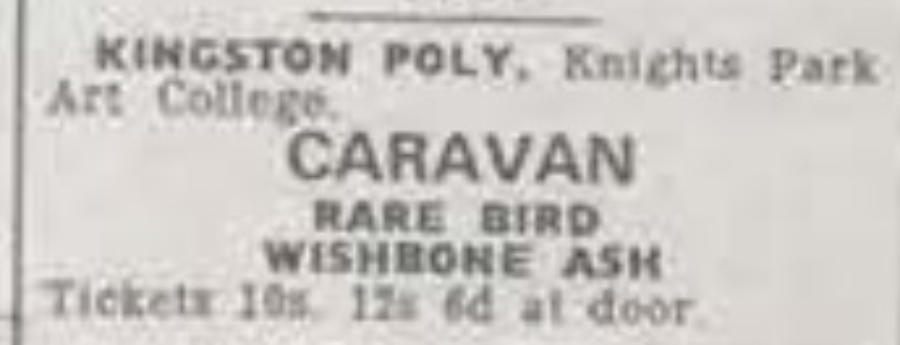 KINGSTON POLY, Knights Park
Art College.
CARAVAN
RARE BIRD
WISHBONE ASH
Tickets 10s. 12s 6d at door.